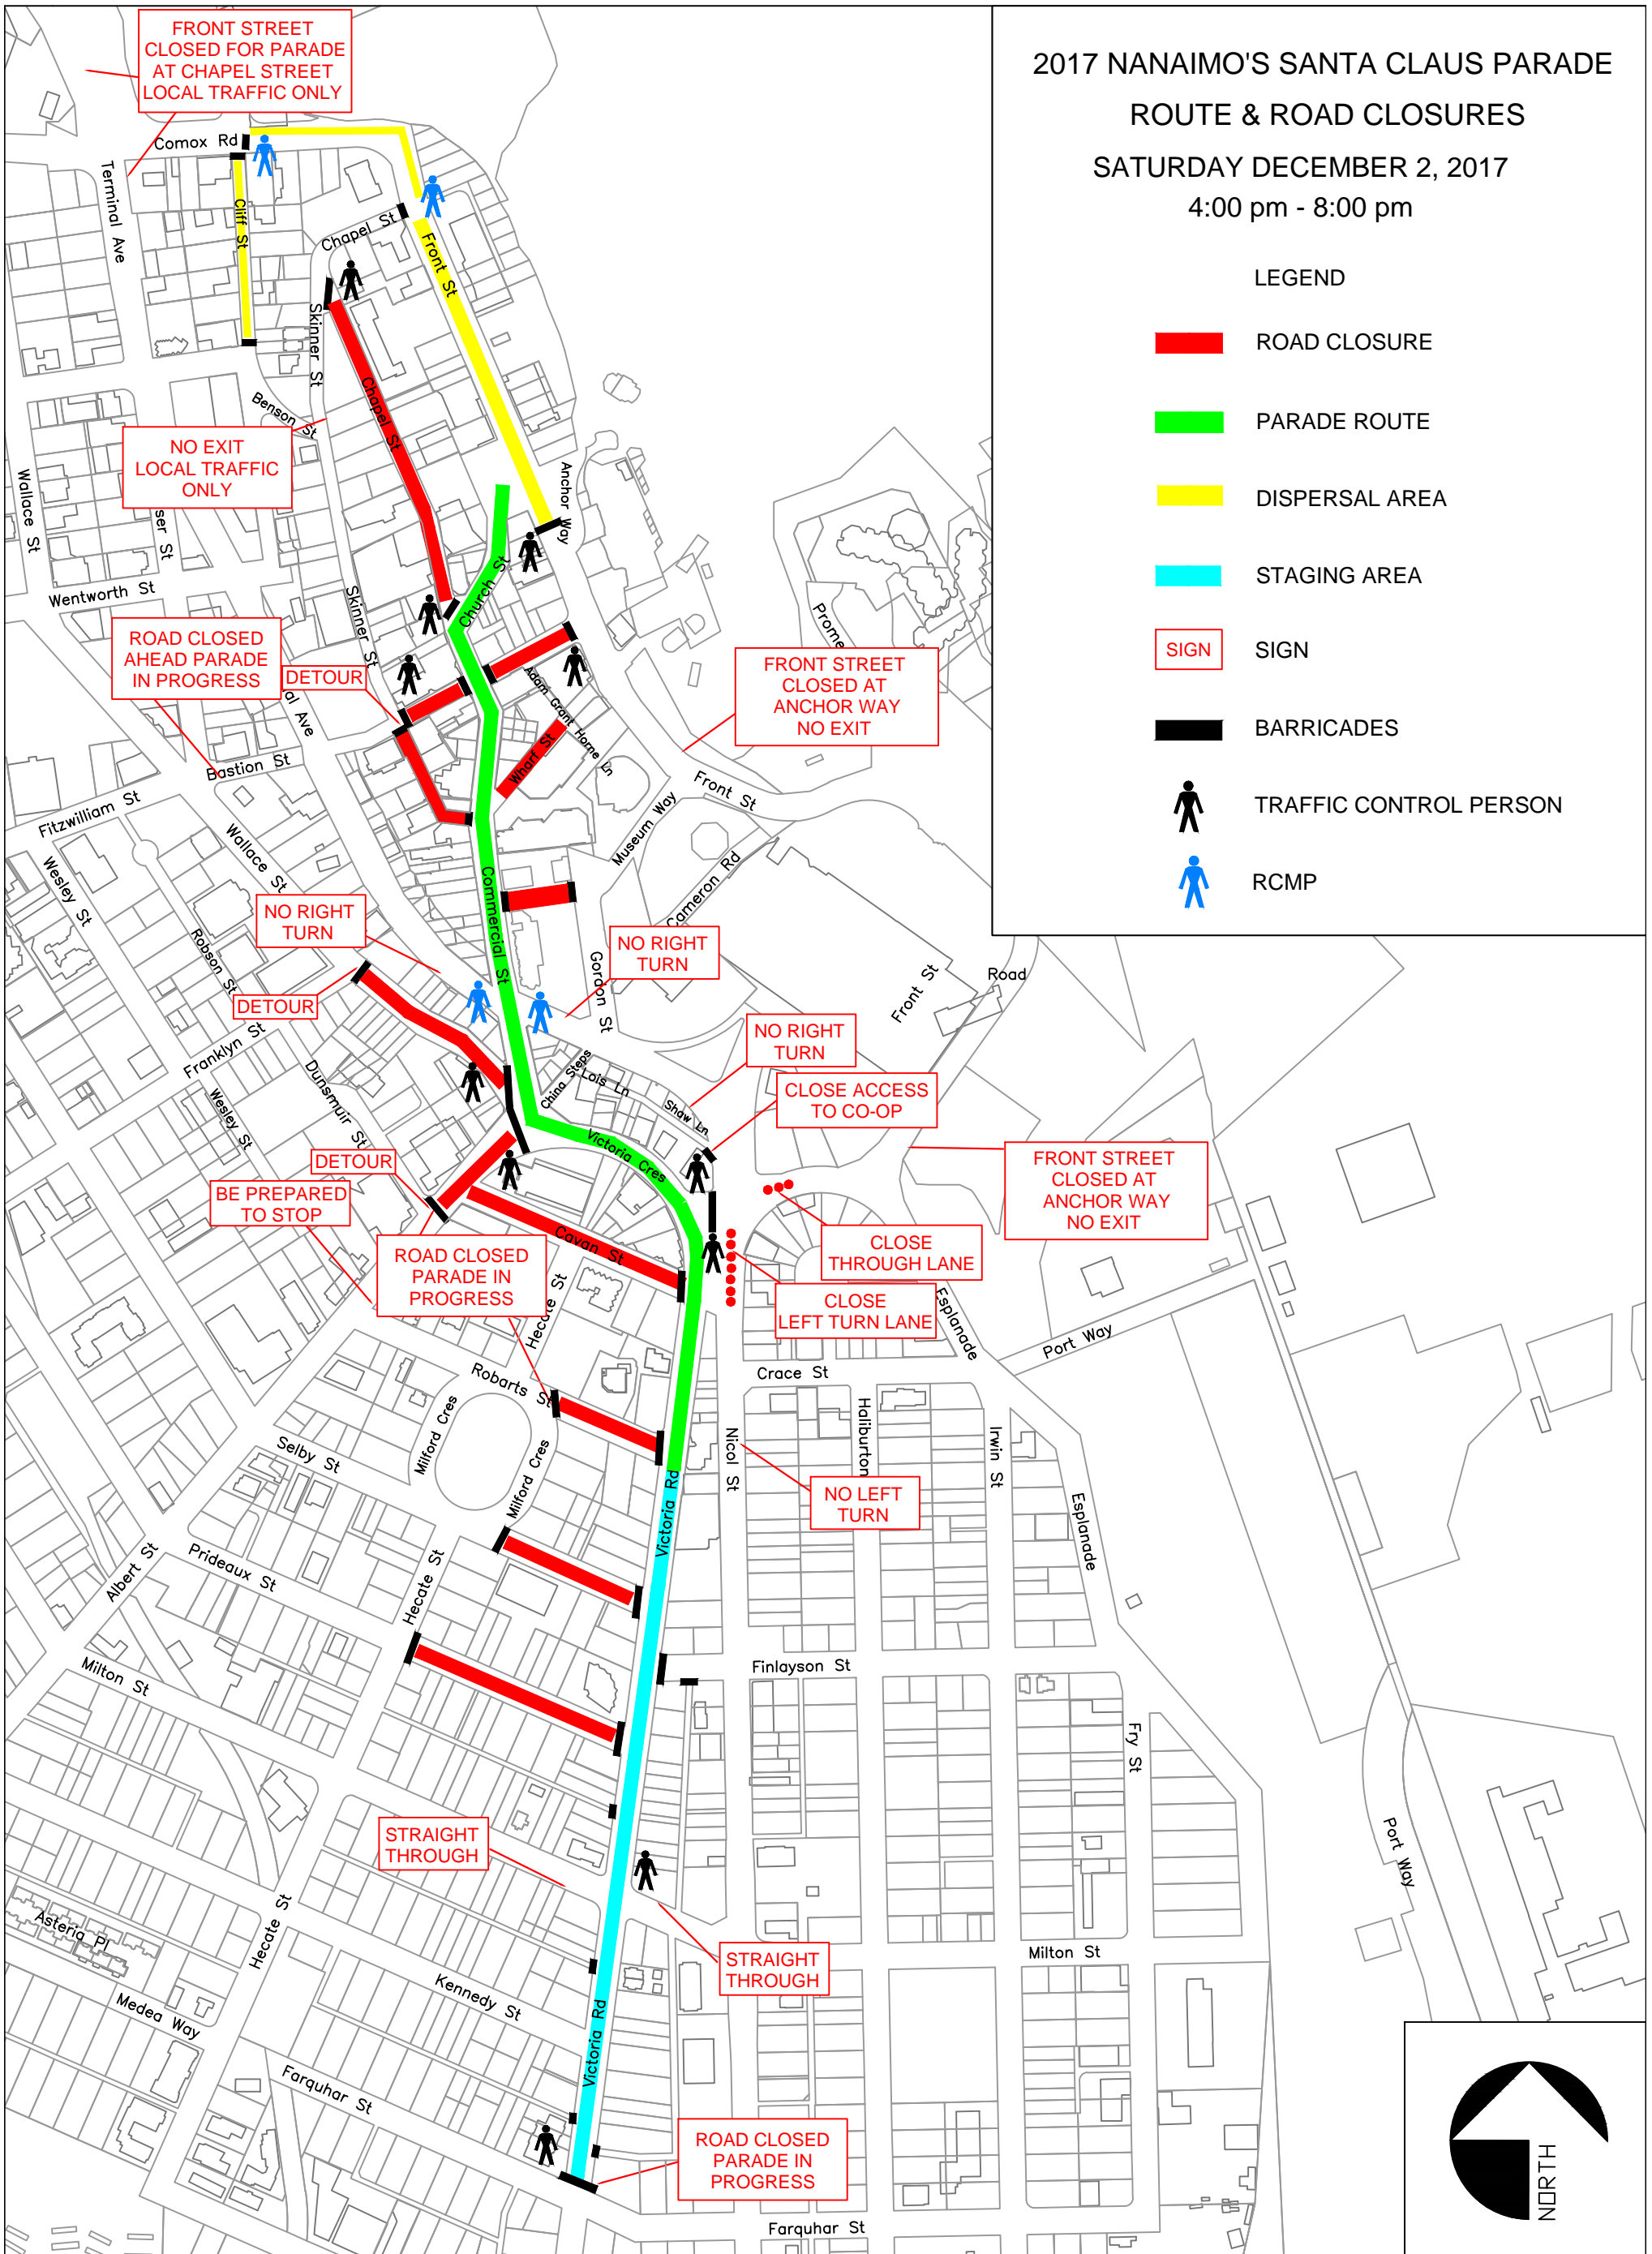 2017 NANAIMO'S SANTA CLAUS PARADE
ROUTE & ROAD CLOSURES
SATURDAY DECEMBER 2, 2017
4:00 pm - 8:00 pm
LEGEND
ROAD CLOSURE
PARADE ROUTE
DISPERSAL AREA
STAGING AREA
SIGN
SIGN
BARRICADES
TRAFFIC CONTROL PERSON
RCMP
FRONT STREET
CLOSED FOR PARADE
AT CHAPEL STREET
LOCAL TRAFFIC ONLY
Comox Rd
Terminal Ave
Cliff St
Chapel St
Front St
Skinner St
Chapel St
Benson St
NO EXIT
LOCAL TRAFFIC
ONLY
Wallace St
ser St
Anchor Way
Wentworth St
Skinner St
Church St
Prome
ROAD CLOSED
AHEAD PARADE
IN PROGRESS
DETOUR
al Ave
Adam Grant Horne Ln
FRONT STREET
CLOSED AT
ANCHOR WAY
NO EXIT
Wharf St
Bastion St
Fitzwilliam St
Front St
Museum Way
Wallace St
Wesley St
Cameron Rd
Commercial St
NO RIGHT
TURN
NO RIGHT
TURN
Robson St
Gordon St
Front St
Road
DETOUR
Franklyn St
NO RIGHT
TURN
China Steps
Lois Ln
Shaw Ln
CLOSE ACCESS
TO CO-OP
Dunsmuir St
Wesley St
Victoria Cres
DETOUR
FRONT STREET
CLOSED AT
ANCHOR WAY
NO EXIT
BE PREPARED
TO STOP
ROAD CLOSED
PARADE IN
PROGRESS
Cavan St
CLOSE
THROUGH LANE
CLOSE
LEFT TURN LANE
Hecate St
Esplanade
Port Way
Robarts St
Crace St
Milford Cres
Milford Cres
Haliburton
Nicol St
Irwin St
Selby St
NO LEFT
TURN
Victoria Rd
Esplanade
Albert St
Prideaux St
Hecate St
Finlayson St
Milton St
Fry St
Port Way
STRAIGHT
THROUGH
Asteria Pl
Hecate St
STRAIGHT
THROUGH
Milton St
Kennedy St
Medea Way
Victoria Rd
Farquhar St
ROAD CLOSED
PARADE IN
PROGRESS
Farquhar St
NORTH